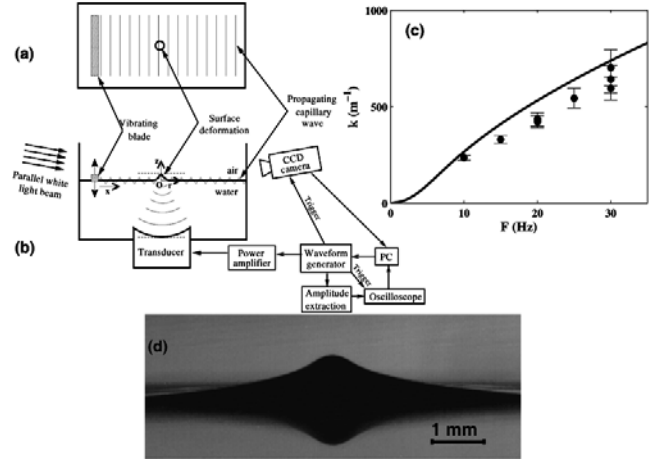 (a)
Vibrating
blade
Surface
deformation
Propagating
capillary
wave
Parallel white
light beam
x
z
O
r
air
water
CCD
camera
Trigger
(b)
Transducer
Power
amplifier
Waveform
generator
Trigger
PC
Amplitude
extraction
Oscilloscope
(c)
k (m⁻¹)
1000
500
0
0
10
20
30
F (Hz)
(d)
1 mm